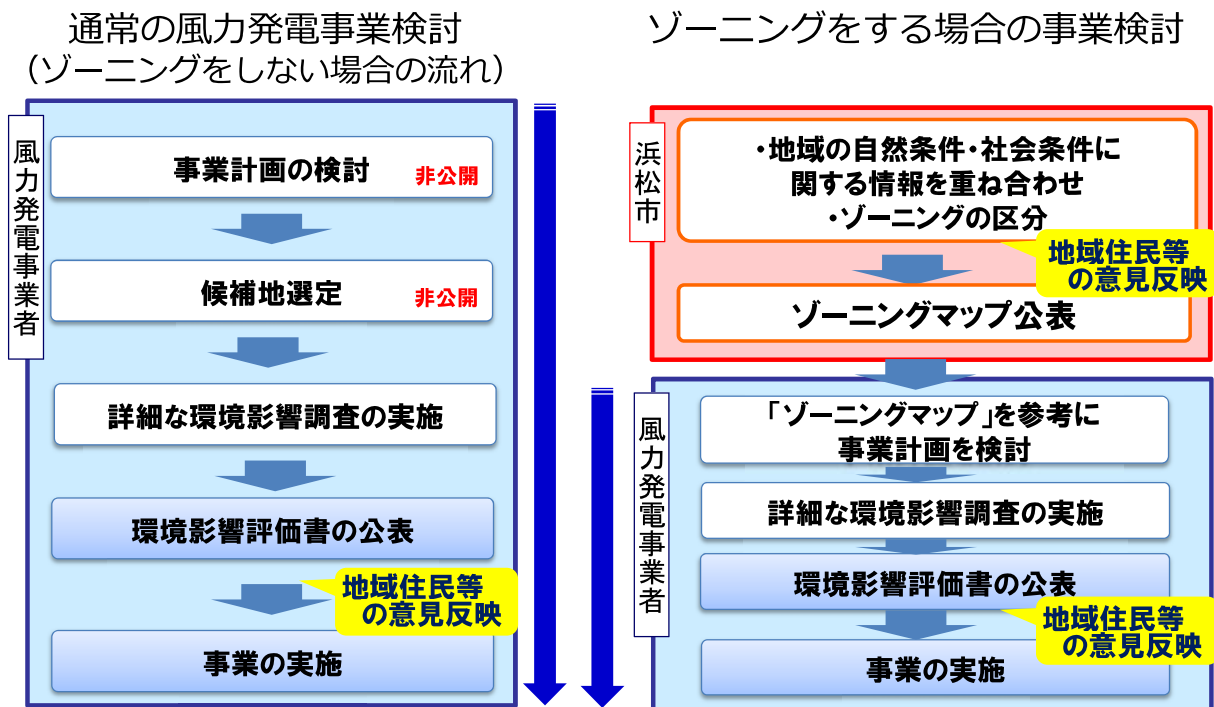 通常の風力発電事業検討
（ゾーニングをしない場合の流れ）
風力発電事業者
事業計画の検討
非公開
候補地選定
非公開
詳細な環境影響調査の実施
環境影響評価書の公表
地域住民等
の意見反映
事業の実施
ゾーニングをする場合の事業検討
浜松市
・地域の自然条件・社会条件に
関する情報を重ね合わせ
・ゾーニングの区分
地域住民等
の意見反映
ゾーニングマップ公表
風力発電事業者
「ゾーニングマップ」を参考に
事業計画を検討
詳細な環境影響調査の実施
環境影響評価書の公表
地域住民等
の意見反映
事業の実施